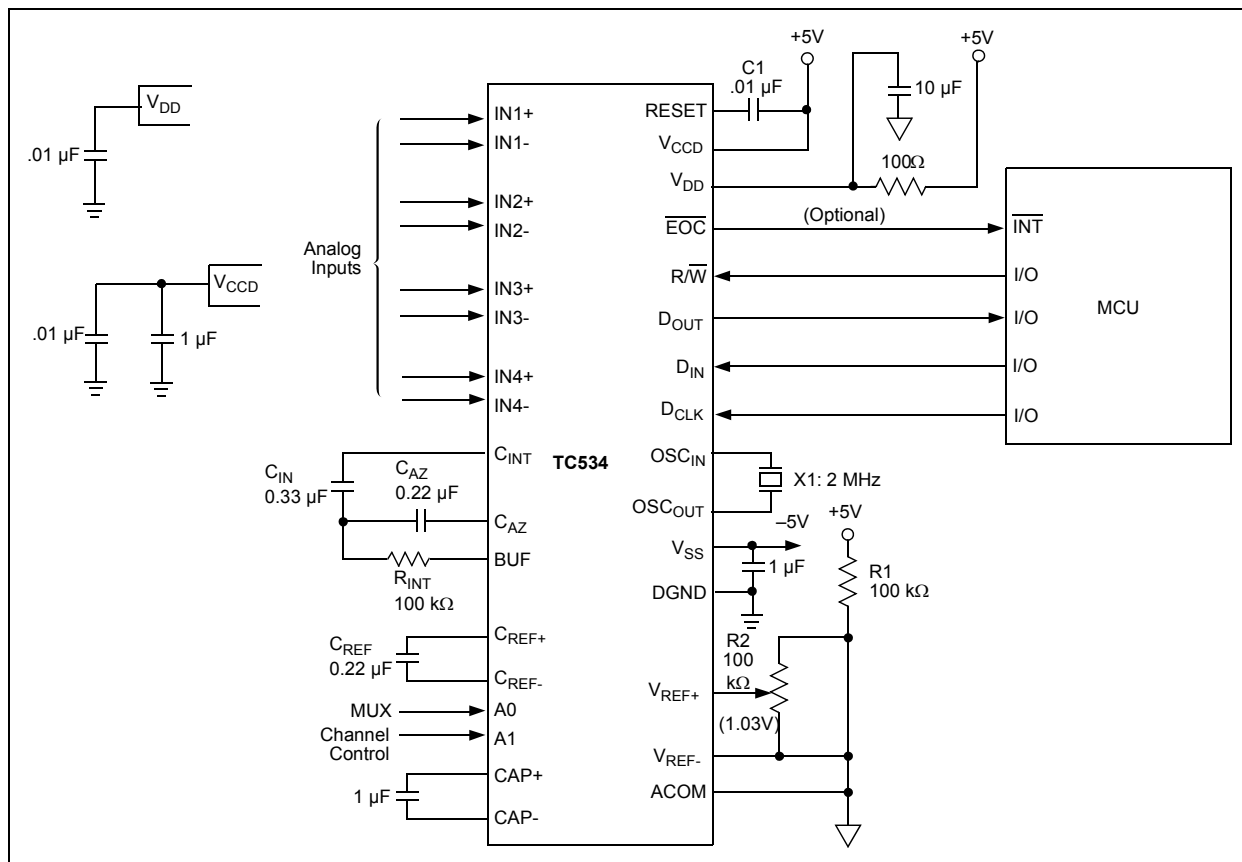 V_DD
.01 µF
V_CCD
.01 µF
1 µF
Analog
Inputs
IN1+
IN1-
IN2+
IN2-
IN3+
IN3-
IN4+
IN4-
C_IN
0.33 µF
C_AZ
0.22 µF
C_INT
C_AZ
BUF
R_INT
100 kΩ
C_REF
0.22 µF
C_REF+
C_REF-
MUX
Channel
Control
A0
A1
1 µF
CAP+
CAP-
TC534
RESET
V_CCD
V_DD
E̅O̅C̅
R/W̅
D_OUT
D_IN
D_CLK
OSC_IN
OSC_OUT
V_SS
DGND
V_REF+
V_REF-
ACOM
C1
.01 µF
+5V
10 µF
+5V
100Ω
(Optional)
I̅N̅T̅
I/O
I/O
I/O
I/O
MCU
X1: 2 MHz
–5V
1 µF
+5V
R1
100 kΩ
R2
100
kΩ
(1.03V)